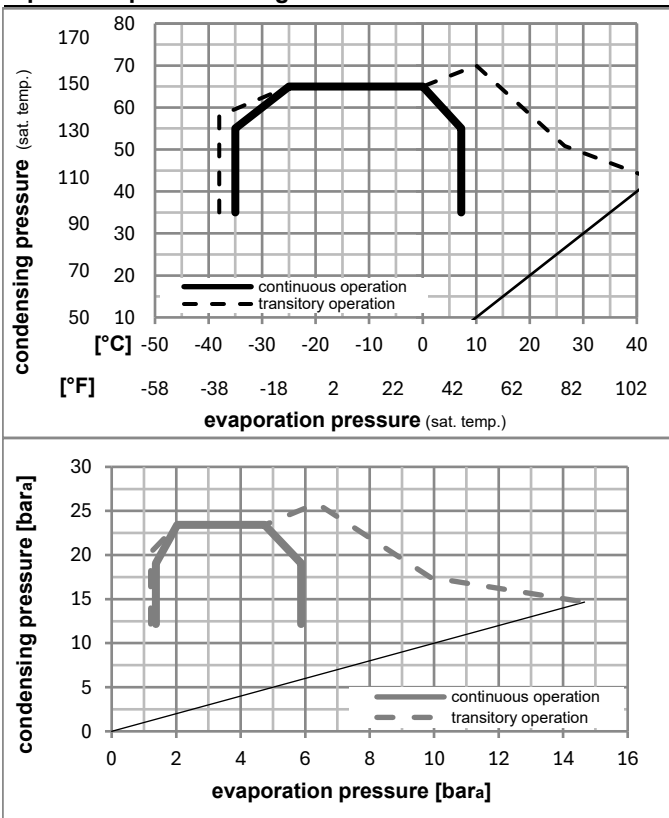 170 80
150 70
60
130
50
110 40
90 30
70 20
50 10
condensing pressure (sat. temp.)
continuous operation
transitory operation
[°C] -50 -40 -30 -20 -10 0 10 20 30 40
[°F] -58 -38 -18 2 22 42 62 82 102
evaporation pressure (sat. temp.)
30
25
20
15
10
5
0
condensing pressure [bara]
continuous operation
transitory operation
0 2 4 6 8 10 12 14 16
evaporation pressure [bara]